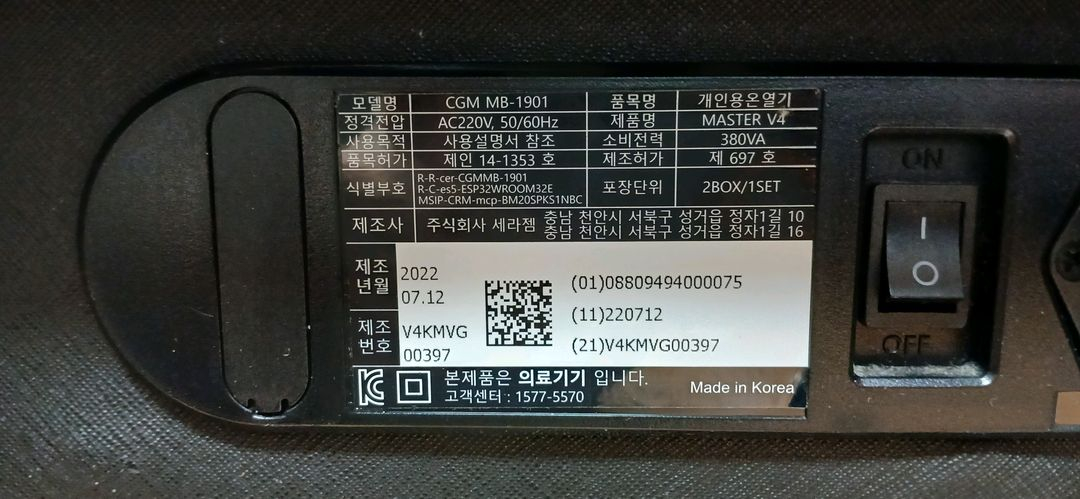 모델명 CGM MB-1901 품목명 개인용온열기
정격전압 AC220V, 50/60Hz 제품명 MASTER V4
사용목적 사용설명서 참조 소비전력 380VA
품목허가 제인 14-1353 호 제조허가 제 697 호
식별부호 R-R-cer-CGMMB-1901
R-C-es5-ESP32WROOM32E
MSIP-CRM-mcp-BM20SPKS1NBC
포장단위 2BOX/1SET
제조사 주식회사 세라젬 충남 천안시 서북구 성거읍 정자1길 10
충남 천안시 서북구 성거읍 정자1길 16
제조
년월
2022
07.12
제조
번호
V4KMVG
00397
(01)08809494000075
(11)220712
(21)V4KMVG00397
본제품은 의료기기 입니다.
고객센터 : 1577-5570
Made in Korea
ON
I
O
OFF